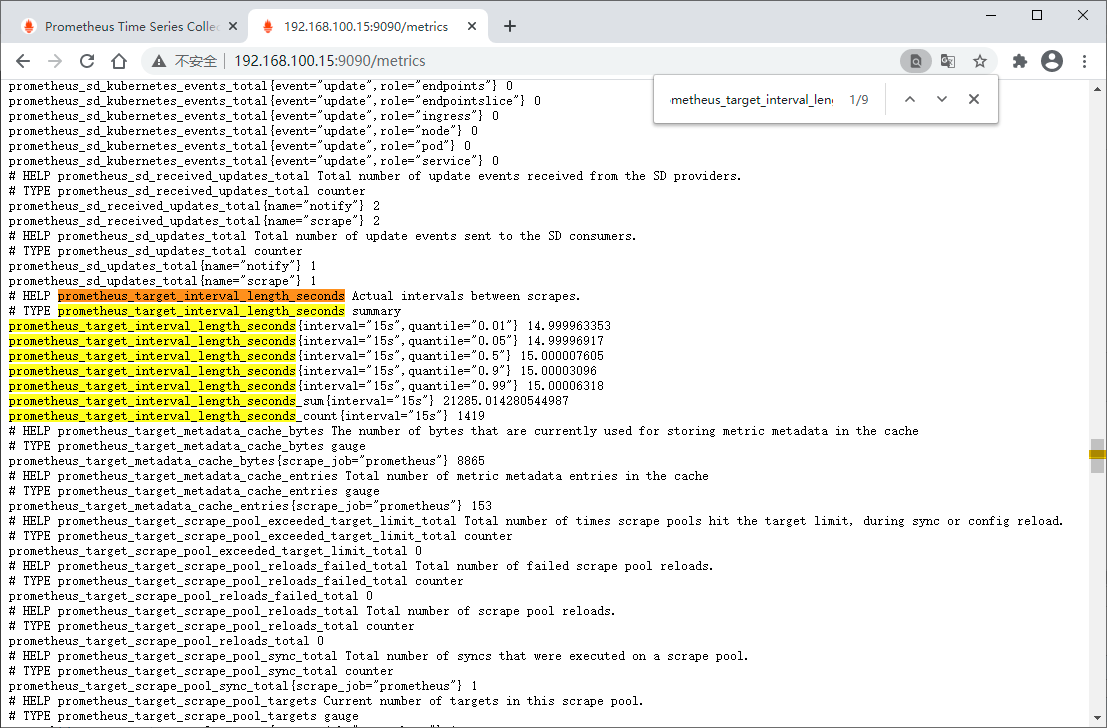 Prometheus Time Series Collec
192.168.100.15:9090/metrics
不安全
192.168.100.15:9090/metrics
ometheus_target_interval_len
1/9
prometheus_sd_kubernetes_events_total{event="update",role="endpoints"} 0
prometheus_sd_kubernetes_events_total{event="update",role="endpointslice"} 0
prometheus_sd_kubernetes_events_total{event="update",role="ingress"} 0
prometheus_sd_kubernetes_events_total{event="update",role="node"} 0
prometheus_sd_kubernetes_events_total{event="update",role="pod"} 0
prometheus_sd_kubernetes_events_total{event="update",role="service"} 0
# HELP prometheus_sd_received_updates_total Total number of update events received from the SD providers.
# TYPE prometheus_sd_received_updates_total counter
prometheus_sd_received_updates_total{name="notify"} 2
prometheus_sd_received_updates_total{name="scrape"} 2
# HELP prometheus_sd_updates_total Total number of update events sent to the SD consumers.
# TYPE prometheus_sd_updates_total counter
prometheus_sd_updates_total{name="notify"} 1
prometheus_sd_updates_total{name="scrape"} 1
# HELP prometheus_target_interval_length_seconds Actual intervals between scrapes.
# TYPE prometheus_target_interval_length_seconds summary
prometheus_target_interval_length_seconds{interval="15s",quantile="0.01"} 14.999963353
prometheus_target_interval_length_seconds{interval="15s",quantile="0.05"} 14.99996917
prometheus_target_interval_length_seconds{interval="15s",quantile="0.5"} 15.000007605
prometheus_target_interval_length_seconds{interval="15s",quantile="0.9"} 15.00003096
prometheus_target_interval_length_seconds{interval="15s",quantile="0.99"} 15.00006318
prometheus_target_interval_length_seconds_sum{interval="15s"} 21285.014280544987
prometheus_target_interval_length_seconds_count{interval="15s"} 1419
# HELP prometheus_target_metadata_cache_bytes The number of bytes that are currently used for storing metric metadata in the cache
# TYPE prometheus_target_metadata_cache_bytes gauge
prometheus_target_metadata_cache_bytes{scrape_job="prometheus"} 8865
# HELP prometheus_target_metadata_cache_entries Total number of metric metadata entries in the cache
# TYPE prometheus_target_metadata_cache_entries gauge
prometheus_target_metadata_cache_entries{scrape_job="prometheus"} 153
# HELP prometheus_target_scrape_pool_exceeded_target_limit_total Total number of times scrape pools hit the target limit, during sync or config reload.
# TYPE prometheus_target_scrape_pool_exceeded_target_limit_total counter
prometheus_target_scrape_pool_exceeded_target_limit_total 0
# HELP prometheus_target_scrape_pool_reloads_failed_total Total number of failed scrape pool reloads.
# TYPE prometheus_target_scrape_pool_reloads_failed_total counter
prometheus_target_scrape_pool_reloads_failed_total 0
# HELP prometheus_target_scrape_pool_reloads_total Total number of scrape pool reloads.
# TYPE prometheus_target_scrape_pool_reloads_total counter
prometheus_target_scrape_pool_reloads_total 0
# HELP prometheus_target_scrape_pool_sync_total Total number of syncs that were executed on a scrape pool.
# TYPE prometheus_target_scrape_pool_sync_total counter
prometheus_target_scrape_pool_sync_total{scrape_job="prometheus"} 1
# HELP prometheus_target_scrape_pool_targets Current number of targets in this scrape pool.
# TYPE prometheus_target_scrape_pool_targets gauge